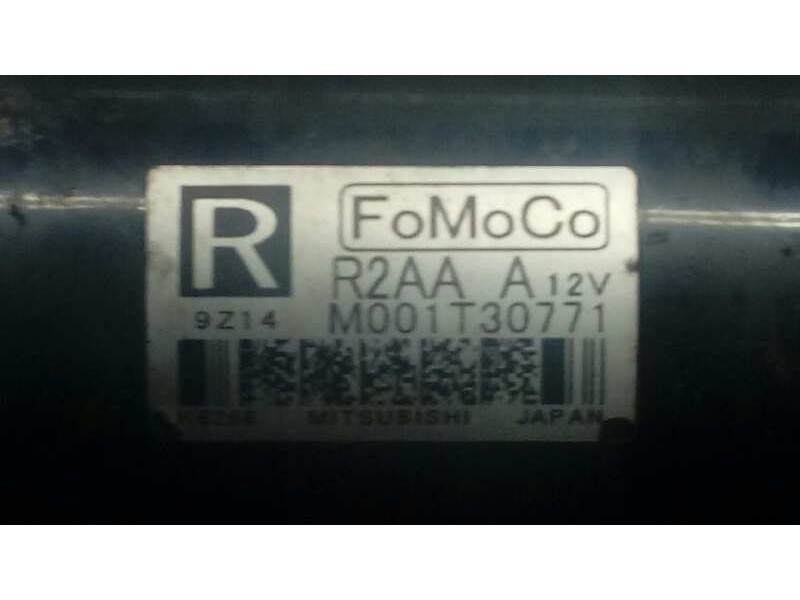 R
FoMoCo
R2AA A 12V
9Z14 M001T30771
MITSUBISHI JAPAN